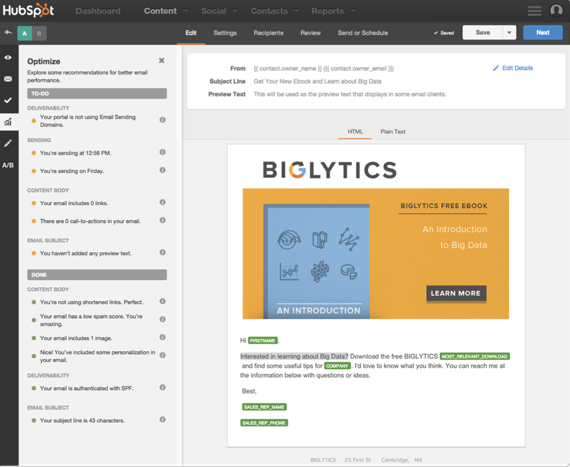 HubSpot Dashboard Content Social Contacts Reports
A B Edit Settings Recipients Review Send or Schedule Saved Save Next
Optimize
Explore some recommendations for better email
performance.
TO-DO
DELIVERABILITY
Your portal is not using Email Sending
Domains.
SENDING
You're sending at 12:56 PM.
You're sending on Friday.
CONTENT BODY
Your email includes 0 links.
There are 0 call-to-actions in your email.
EMAIL SUBJECT
You haven't added any preview text.
DONE
CONTENT BODY
You're not using shortened links. Perfect.
Your email has a low spam score. You're
amazing.
Your email includes 1 image.
Nice! You've included some personalization in
your email.
DELIVERABILITY
Your email is authenticated with SPF.
EMAIL SUBJECT
Your subject line is 43 characters.
A/B
From {{ contact.owner_name }} ({{ contact.owner_email }}) Edit Details
Subject Line Get Your New Ebook and Learn about Big Data
Preview Text This will be used as the preview text that displays in some email clients.
HTML Plain Text
BIGLYTICS
BIGLYTICS FREE EBOOK
An Introduction
to Big Data
LEARN MORE
AN INTRODUCTION
Hi FIRSTNAME,
Interested in learning about Big Data? Download the free BIGLYTICS MOST_RELEVANT_DOWNLOAD
and find some useful tips for COMPANY. I'd love to know what you think. You can reach me at
the information below with questions or ideas.
Best,
SALES_REP_NAME
SALES_REP_PHONE
BIGLYTICS 25 First St Cambridge, MA